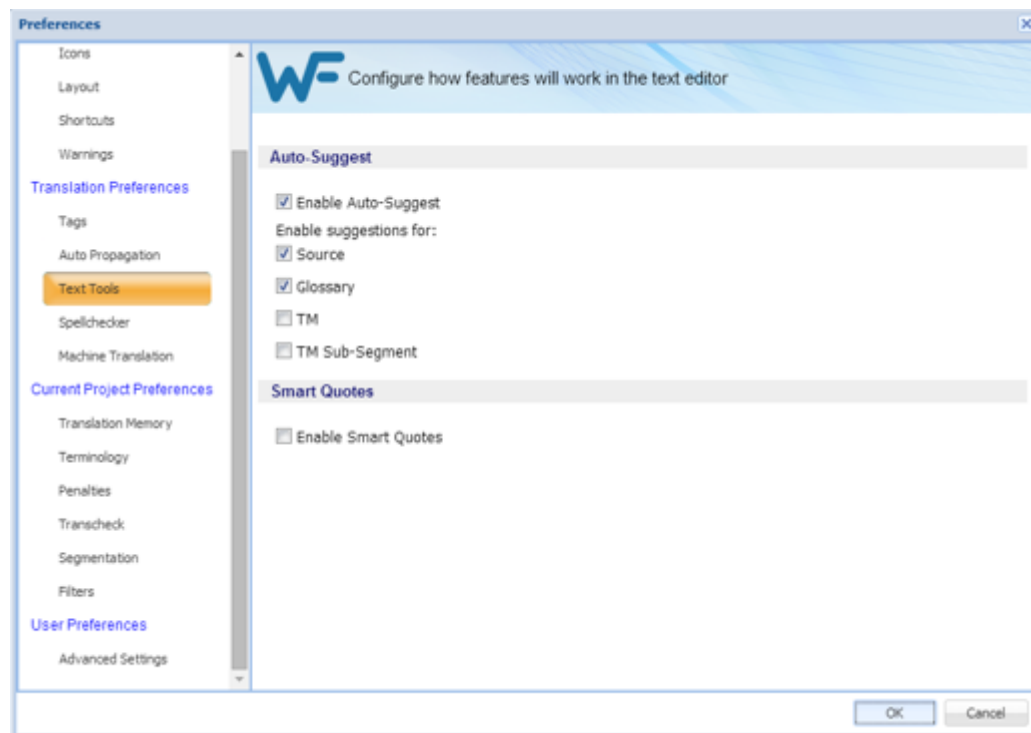 Preferences
Icons
Layout
Shortcuts
Warnings
Translation Preferences
Tags
Auto Propagation
Text Tools
Spellchecker
Machine Translation
Current Project Preferences
Translation Memory
Terminology
Penalties
Transcheck
Segmentation
Filters
User Preferences
Advanced Settings
WF Configure how features will work in the text editor
Auto-Suggest
Enable Auto-Suggest
Enable suggestions for:
Source
Glossary
TM
TM Sub-Segment
Smart Quotes
Enable Smart Quotes
OK Cancel